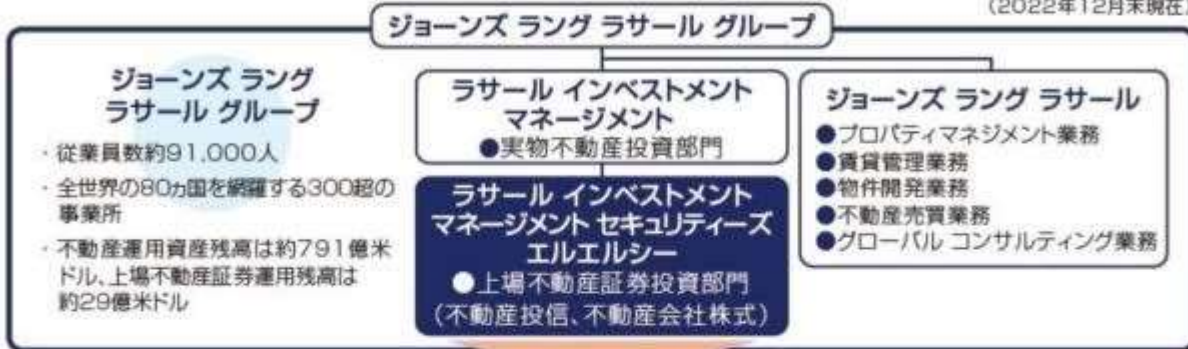 (2022年12月末現在)
ジョーンズ ラング ラサール グループ
ジョーンズ ラング
ラサール グループ
・従業員数約91,000人
・全世界の80ヵ国を網羅する300超の
事業所
・不動産運用資産残高は約791億米
ドル、上場不動産証券運用残高は
約29億米ドル
ラサール インベストメント
マネージメント
●実物不動産投資部門
ラサール インベストメント
マネージメント セキュリティーズ
エルエルシー
●上場不動産証券投資部門
(不動産投信、不動産会社株式)
ジョーンズ ラング ラサール
●プロパティマネジメント業務
●賃貸管理業務
●物件開発業務
●不動産売買業務
●グローバル コンサルティング業務